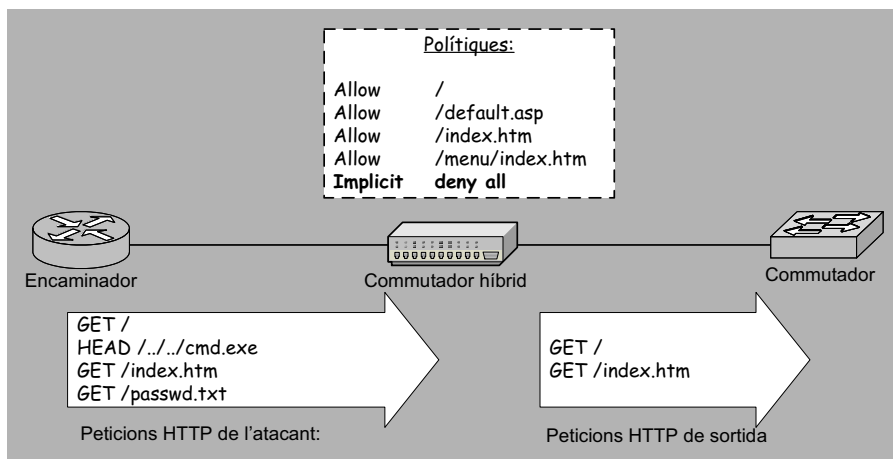 Polítiques:
Allow /
Allow /default.asp
Allow /index.htm
Allow /menu/index.htm
Implicit deny all
Encaminador
Commutador híbrid
Commutador
GET /
HEAD /../../cmd.exe
GET /index.htm
GET /passwd.txt
Peticions HTTP de l'atacant:
GET /
GET /index.htm
Peticions HTTP de sortida